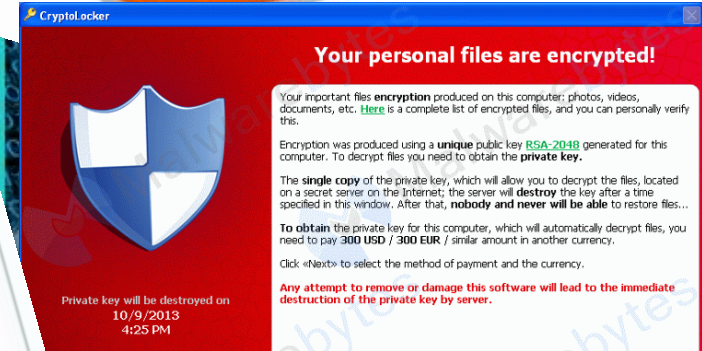 CryptoLocker
Your personal files are encrypted!
Your important files encryption produced on this computer: photos, videos,
documents, etc. Here is a complete list of encrypted files, and you can personally verify
this.
Encryption was produced using a unique public key RSA-2048 generated for this
computer. To decrypt files you need to obtain the private key.
The single copy of the private key, which will allow you to decrypt the files, located
on a secret server on the Internet; the server will destroy the key after a time
specified in this window. After that, nobody and never will be able to restore files...
To obtain the private key for this computer, which will automatically decrypt files, you
need to pay 300 USD / 300 EUR / similar amount in another currency.
Click «Next» to select the method of payment and the currency.
Any attempt to remove or damage this software will lead to the immediate
destruction of the private key by server.
Private key will be destroyed on
10/9/2013
4:25 PM
Malwarebytes
Malwarebytes